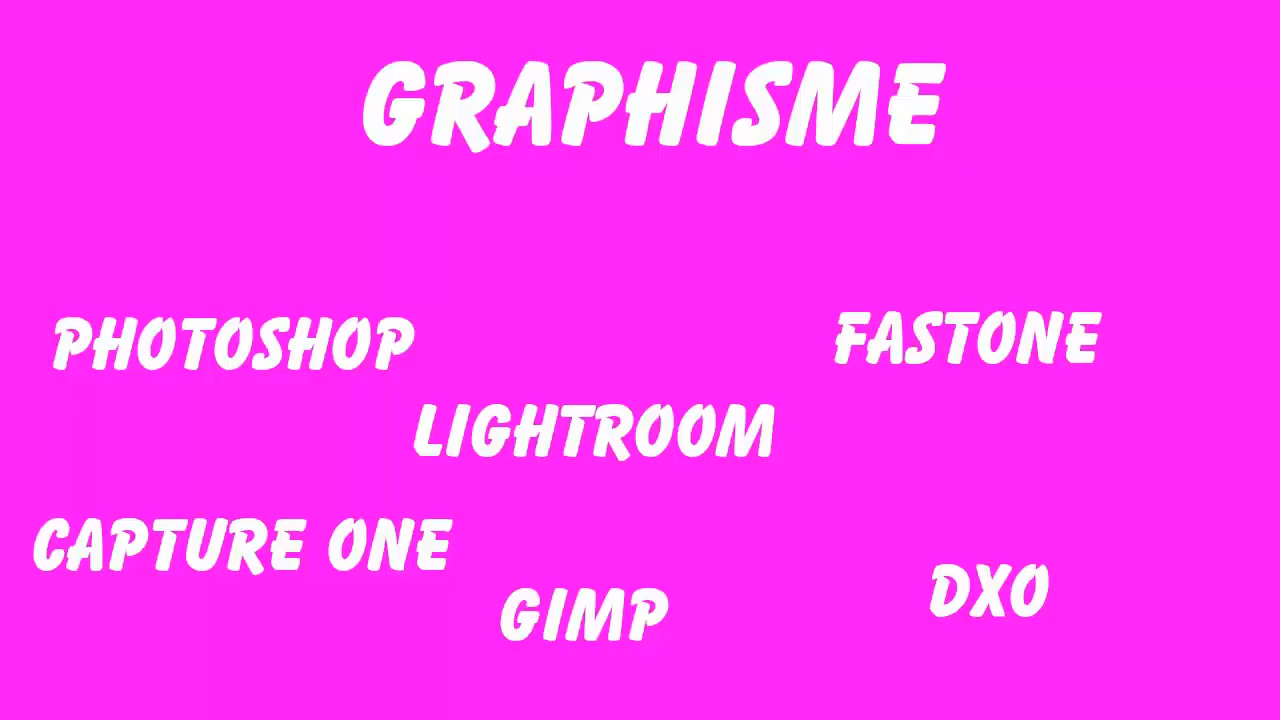 GRAPHISME
PHOTOSHOP
FASTONE
LIGHTROOM
CAPTURE ONE
GIMP
DXO